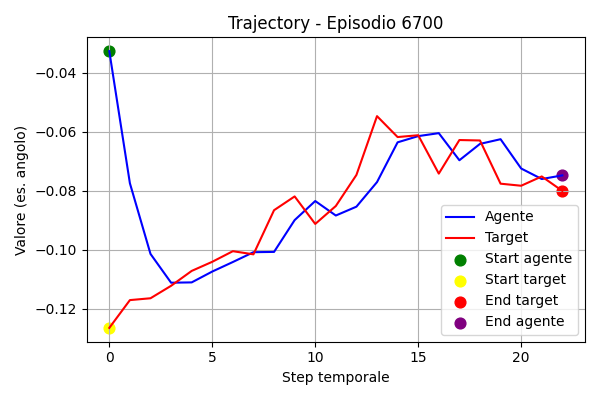 Trajectory - Episodio 6700
Valore (es. angolo)
−0.04
−0.06
−0.08
−0.10
−0.12
0
5
10
15
20
Step temporale
Agente
Target
Start agente
Start target
End target
End agente